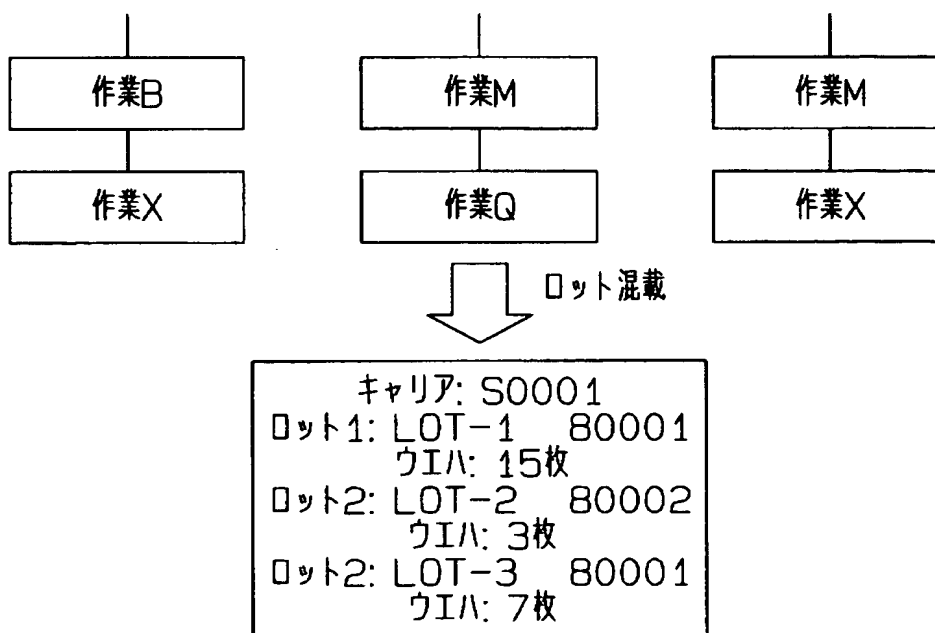 作業B
作業M
作業M
作業X
作業Q
作業X
ロット混載
キャリア: S0001
ロット1: LOT-1 80001
ウエハ: 15枚
ロット2: LOT-2 80002
ウエハ: 3枚
ロット2: LOT-3 80001
ウエハ: 7枚